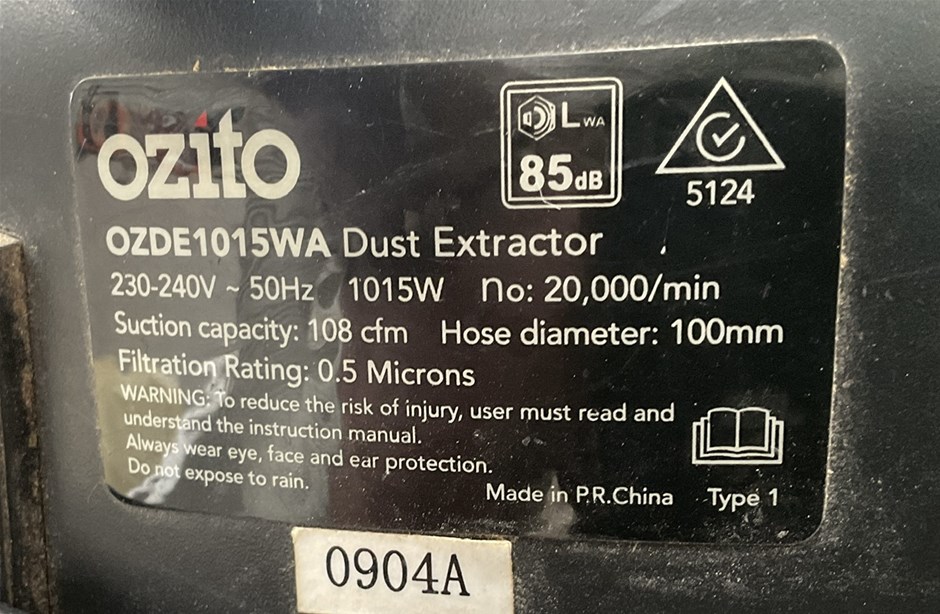 ozito
LWA
85dB
5124
OZDE1015WA Dust Extractor
230-240V ~ 50Hz 1015W no: 20,000/min
Suction capacity: 108 cfm Hose diameter: 100mm
Filtration Rating: 0.5 Microns
WARNING: To reduce the risk of injury, user must read and
understand the instruction manual.
Always wear eye, face and ear protection.
Do not expose to rain.
Made in P.R.China Type 1
0904A